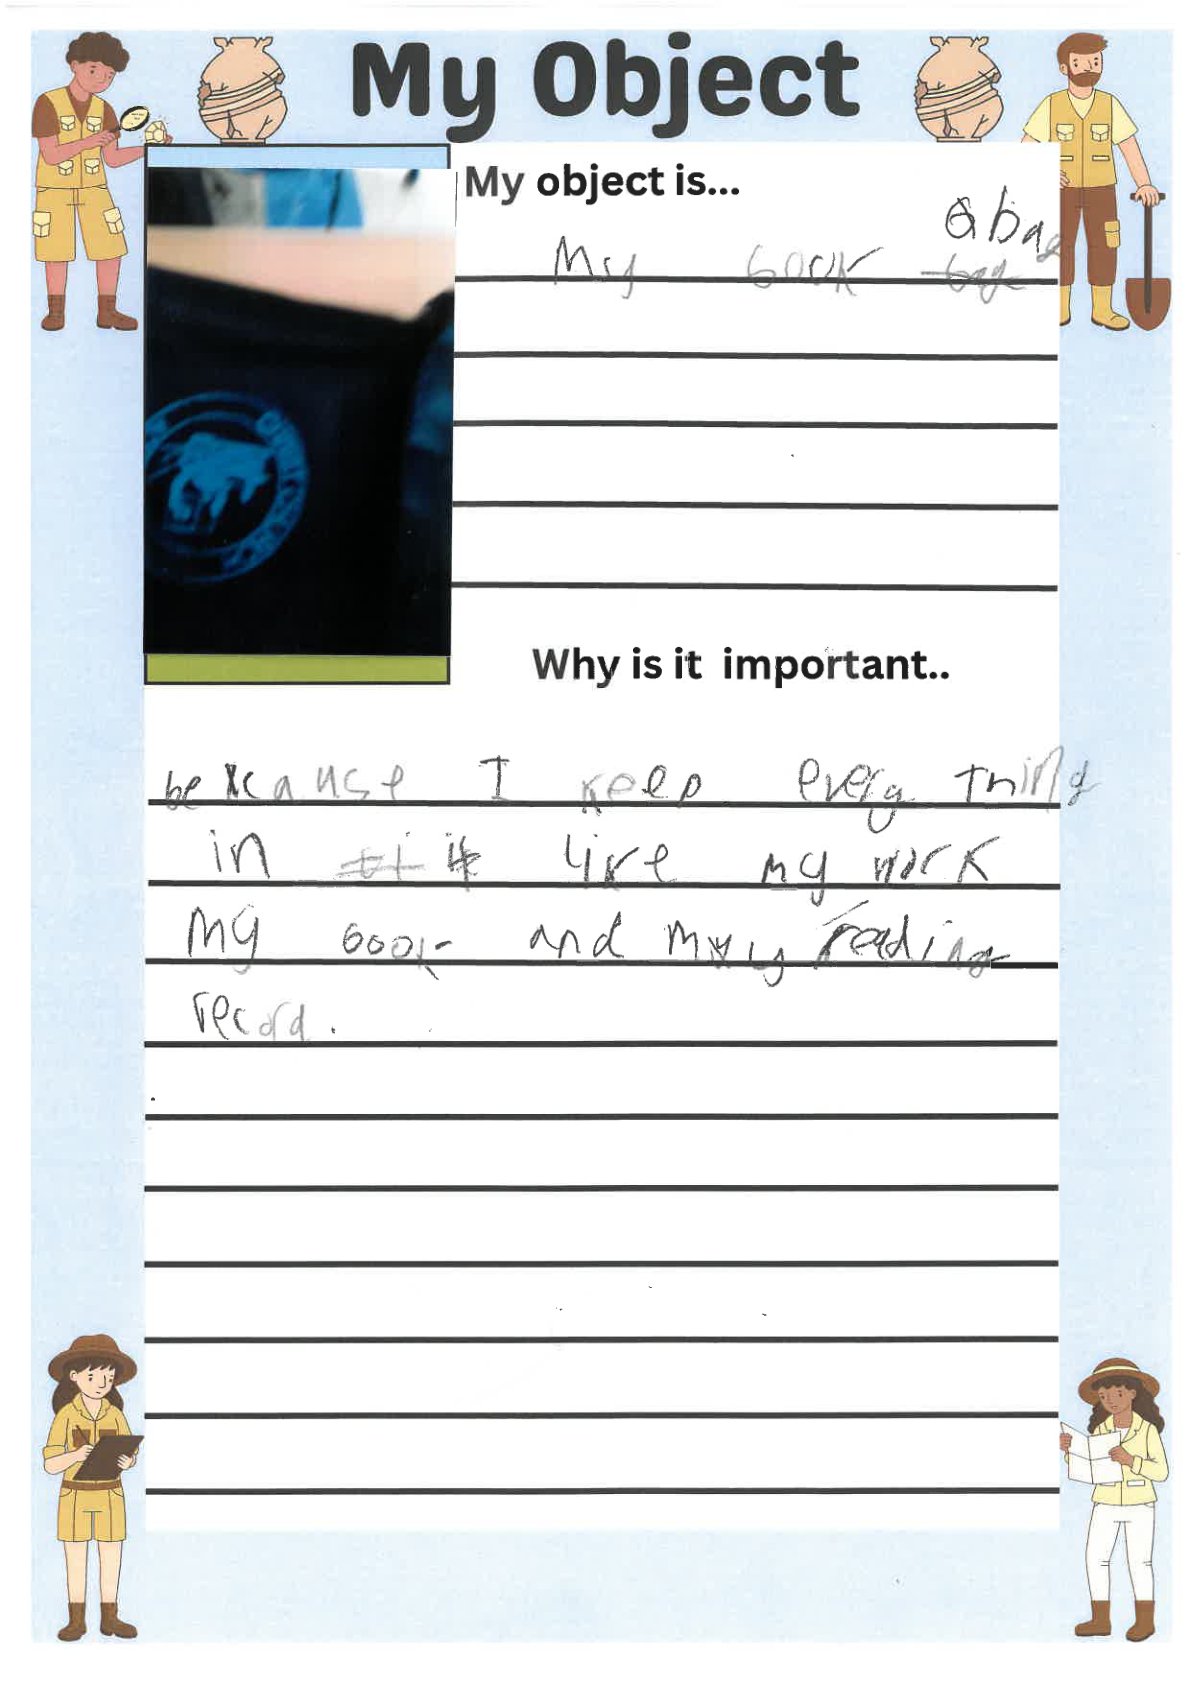 My Object
My object is...
a bag
My book bag
Why is it important..
because I keep every thing
in it like my work
my book and my reading
record.